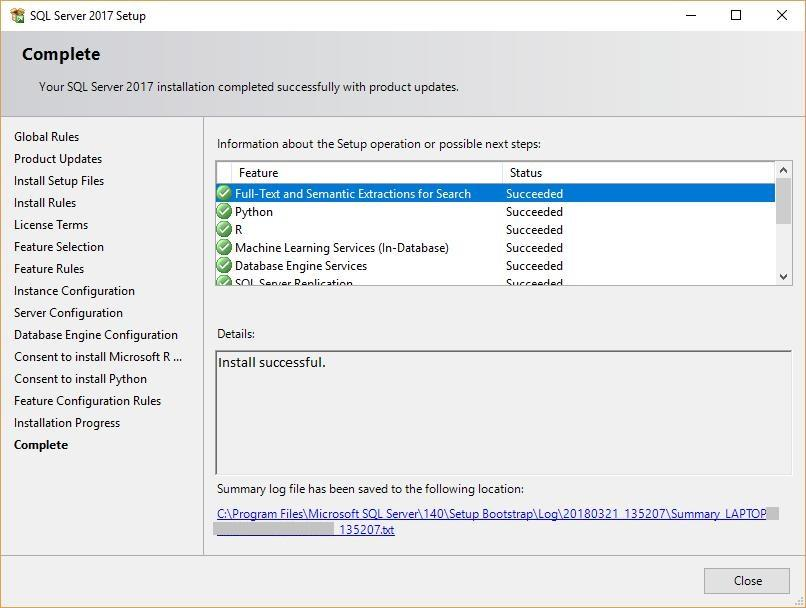 SQL Server 2017 Setup
Complete
Your SQL Server 2017 installation completed successfully with product updates.
Global Rules
Product Updates
Install Setup Files
Install Rules
License Terms
Feature Selection
Feature Rules
Instance Configuration
Server Configuration
Database Engine Configuration
Consent to install Microsoft R ...
Consent to install Python
Feature Configuration Rules
Installation Progress
Complete
Information about the Setup operation or possible next steps:
Feature Status
Full-Text and Semantic Extractions for Search Succeeded
Python Succeeded
R Succeeded
Machine Learning Services (In-Database) Succeeded
Database Engine Services Succeeded
SQL Server Replication Succeeded
Details:
Install successful.
Summary log file has been saved to the following location:
C:\Program Files\Microsoft SQL Server\140\Setup Bootstrap\Log\20180321_135207\Summary_LAPTOP
_135207.txt
Close